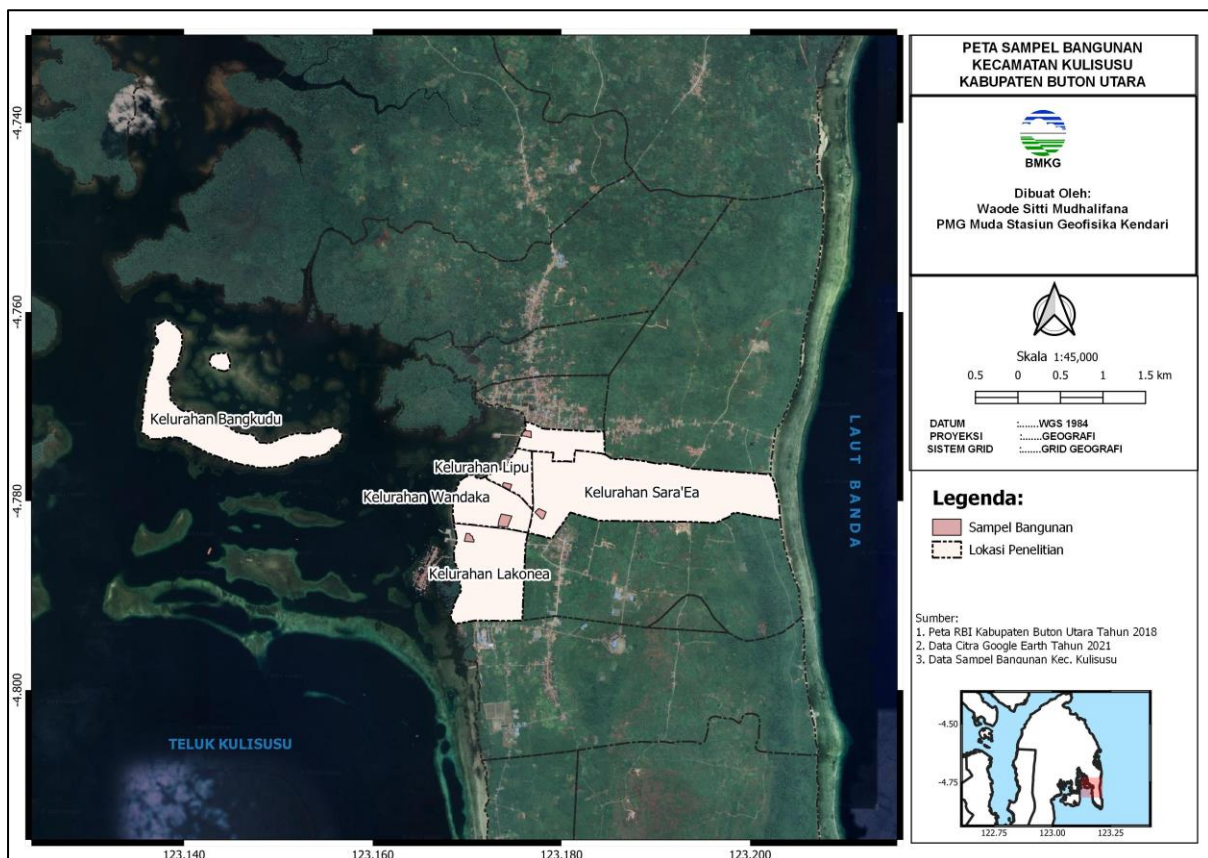 PETA SAMPEL BANGUNAN
KECAMATAN KULISUSU
KABUPATEN BUTON UTARA
BMKG
Dibuat Oleh:
Waode Sitti Mudhalifana
PMG Muda Stasiun Geofisika Kendari
Skala 1:45,000
0.5 0 0.5 1 1.5 km
DATUM :......WGS 1984
PROYEKSI :......GEOGRAFI
SISTEM GRID :......GRID GEOGRAFI
Legenda:
Sampel Bangunan
Lokasi Penelitian
Sumber:
1. Peta RBI Kabupaten Buton Utara Tahun 2018
2. Data Citra Google Earth Tahun 2021
3. Data Sampel Bangunan Kec. Kulisusu
-4.50
-4.75
122.75 123.00 123.25
-4.740
-4.760
-4.780
-4.800
123.140 123.160 123.180 123.200
Kelurahan Bangkudu
Kelurahan Lipu
Kelurahan Wandaka
Kelurahan Sara'Ea
Kelurahan Lakonea
LAUT BANDA
TELUK KULISUSU